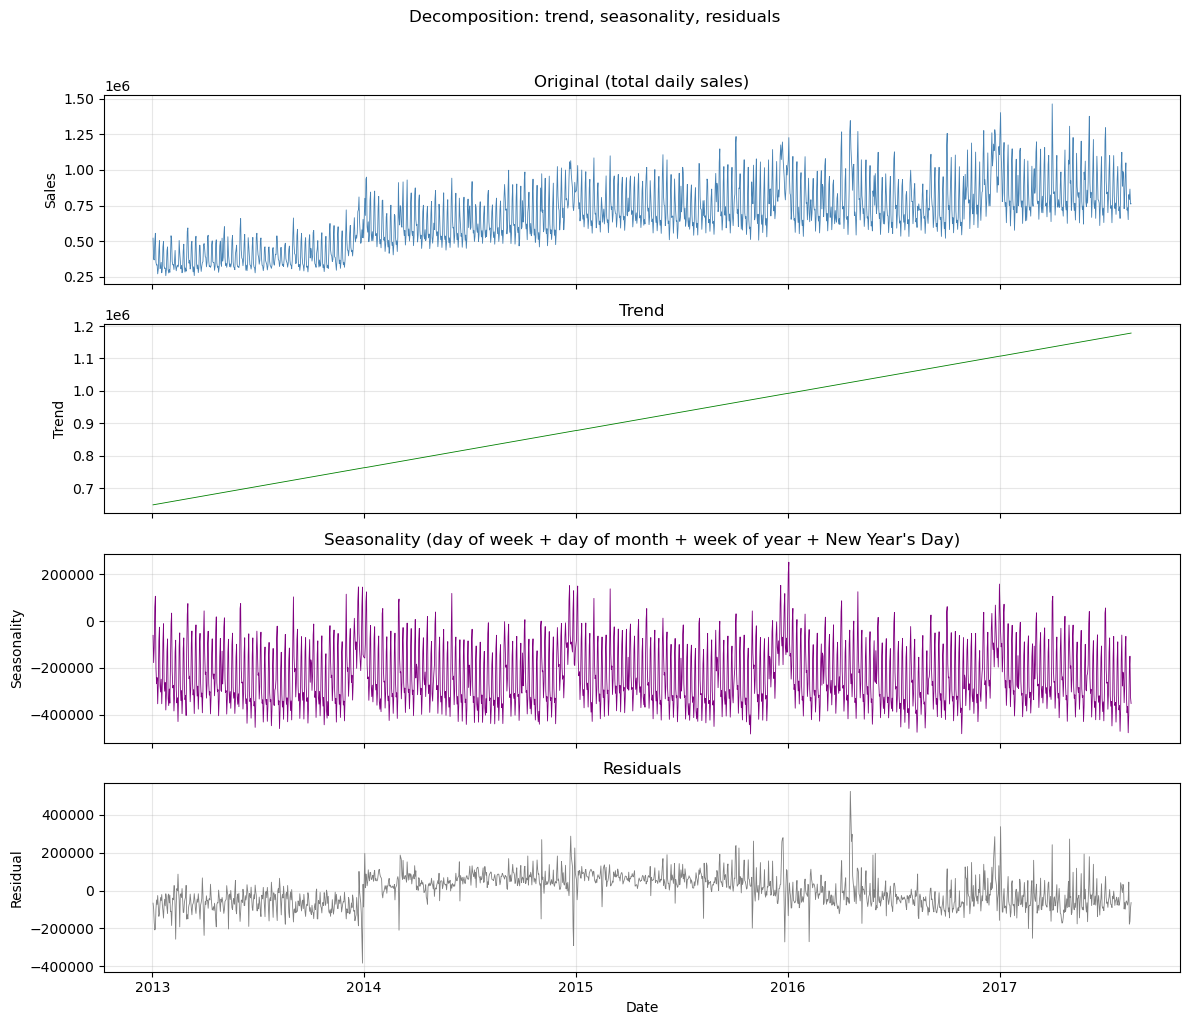 Decomposition: trend, seasonality, residuals
Original (total daily sales)
1e6
1.50
1.25
1.00
0.75
0.50
0.25
Sales
Trend
1e6
1.2
1.1
1.0
0.9
0.8
0.7
Trend
Seasonality (day of week + day of month + week of year + New Year's Day)
200000
0
−200000
−400000
Seasonality
Residuals
400000
200000
0
−200000
−400000
Residual
2013 2014 2015 2016 2017
Date